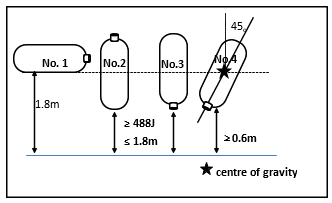 45°
No. 1
No.2
No.3
No.4
1.8m
≥ 488J
≤ 1.8m
≥ 0.6m
centre of gravity